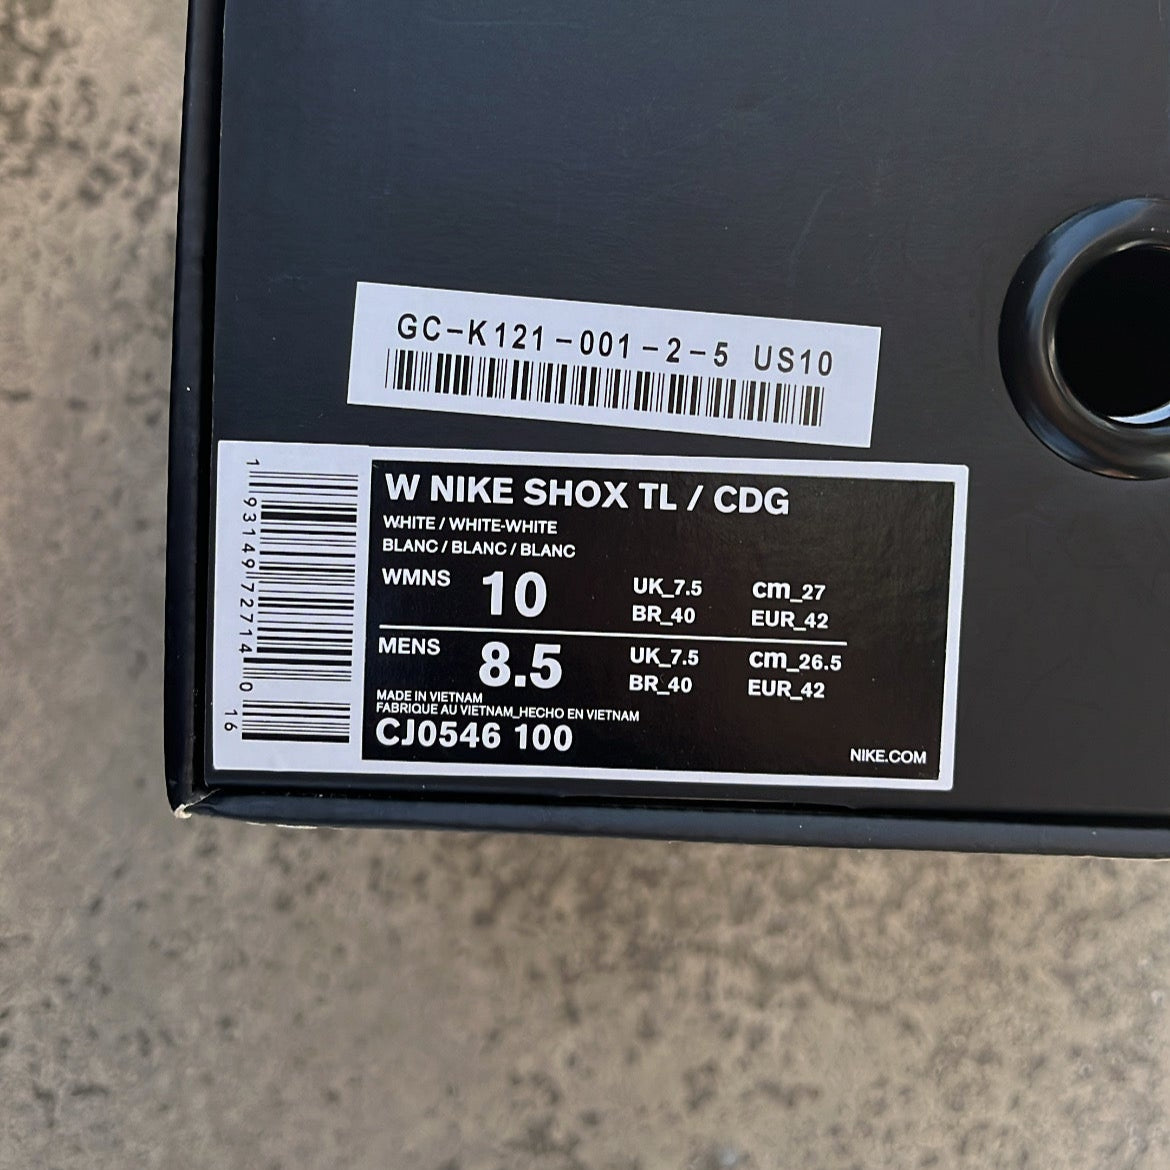 GC-K121-001-2-5 US10
W NIKE SHOX TL / CDG
WHITE / WHITE-WHITE
BLANC / BLANC / BLANC
WMNS 10 UK_7.5 cm_27
BR_40 EUR_42
MENS 8.5 UK_7.5 cm_26.5
BR_40 EUR_42
MADE IN VIETNAM
FABRIQUE AU VIETNAM_HECHO EN VIETNAM
CJ0546 100
NIKE.COM
1 93149 72714 0 16